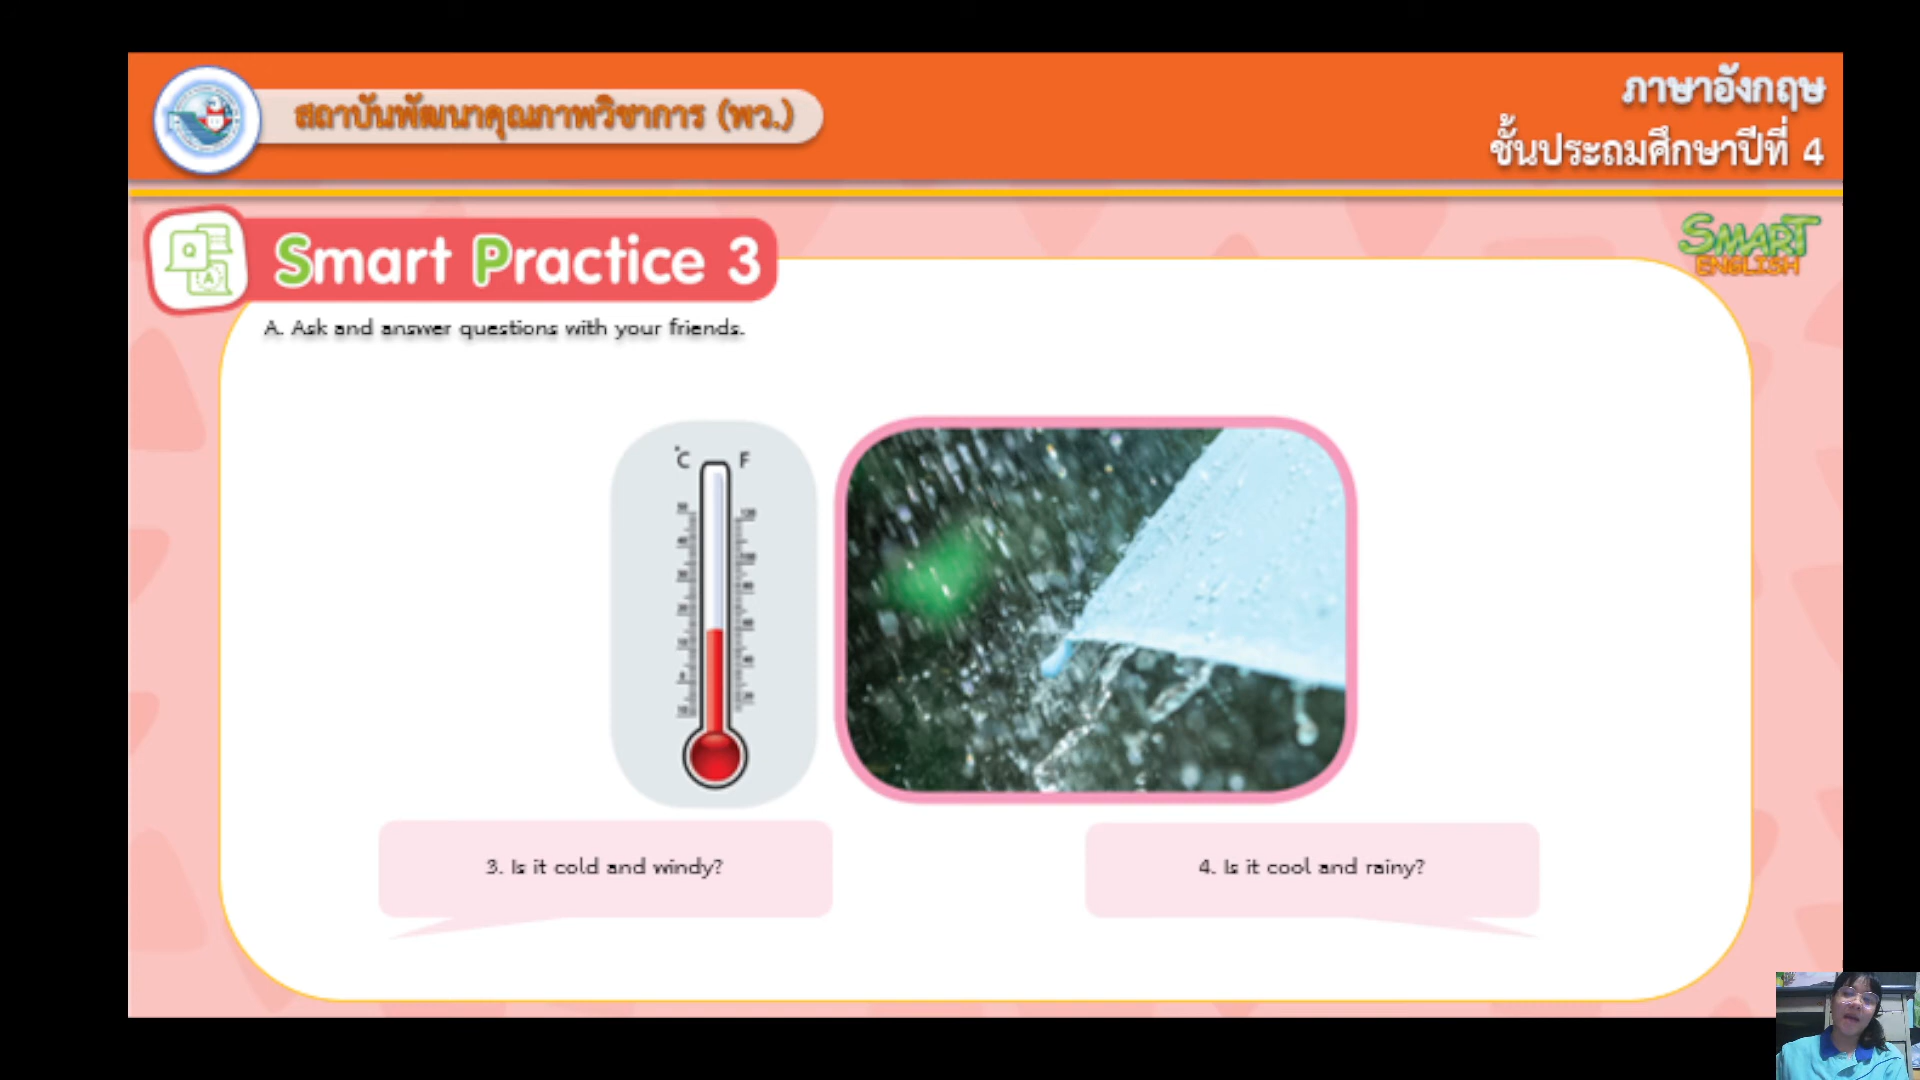 สถาบันพัฒนาคุณภาพวิชาการ (พว.)
ภาษาอังกฤษ
ชั้นประถมศึกษาปีที่ 4
Smart Practice 3
SMART
ENGLISH
A. Ask and answer questions with your friends.
°C F
3. Is it cold and windy?
4. Is it cool and rainy?